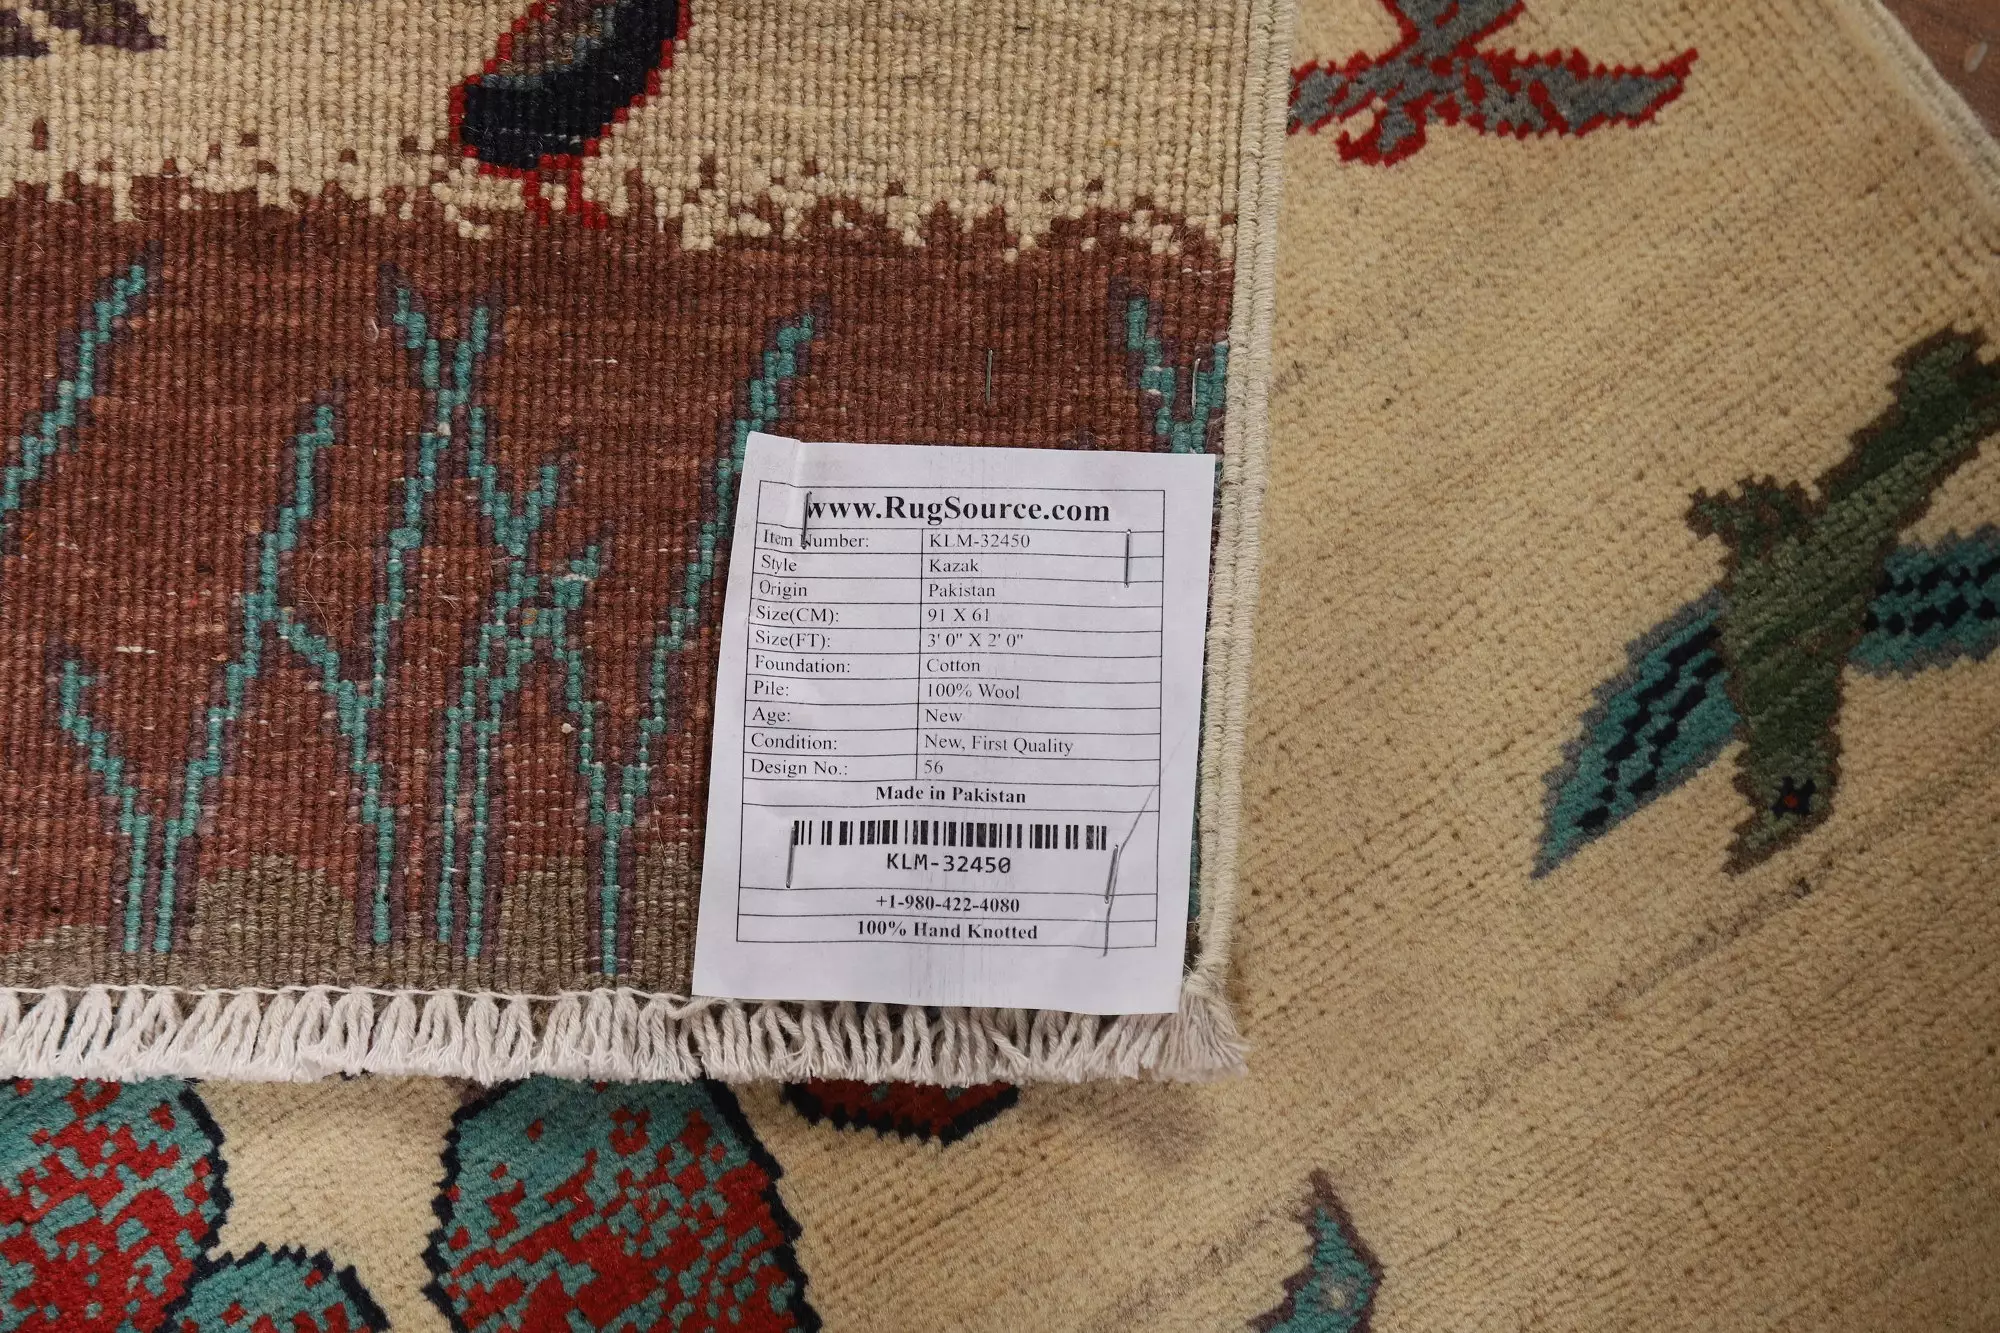 www.RugSource.com
Item Number: KLM-32450
Style Kazak
Origin Pakistan
Size(CM): 91 X 61
Size(FT): 3' 0" X 2' 0"
Foundation: Cotton
Pile: 100% Wool
Age: New
Condition: New, First Quality
Design No.: 56
Made in Pakistan
KLM-32450
+1-980-422-4080
100% Hand Knotted